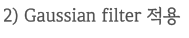 2) Gaussian filter 적용